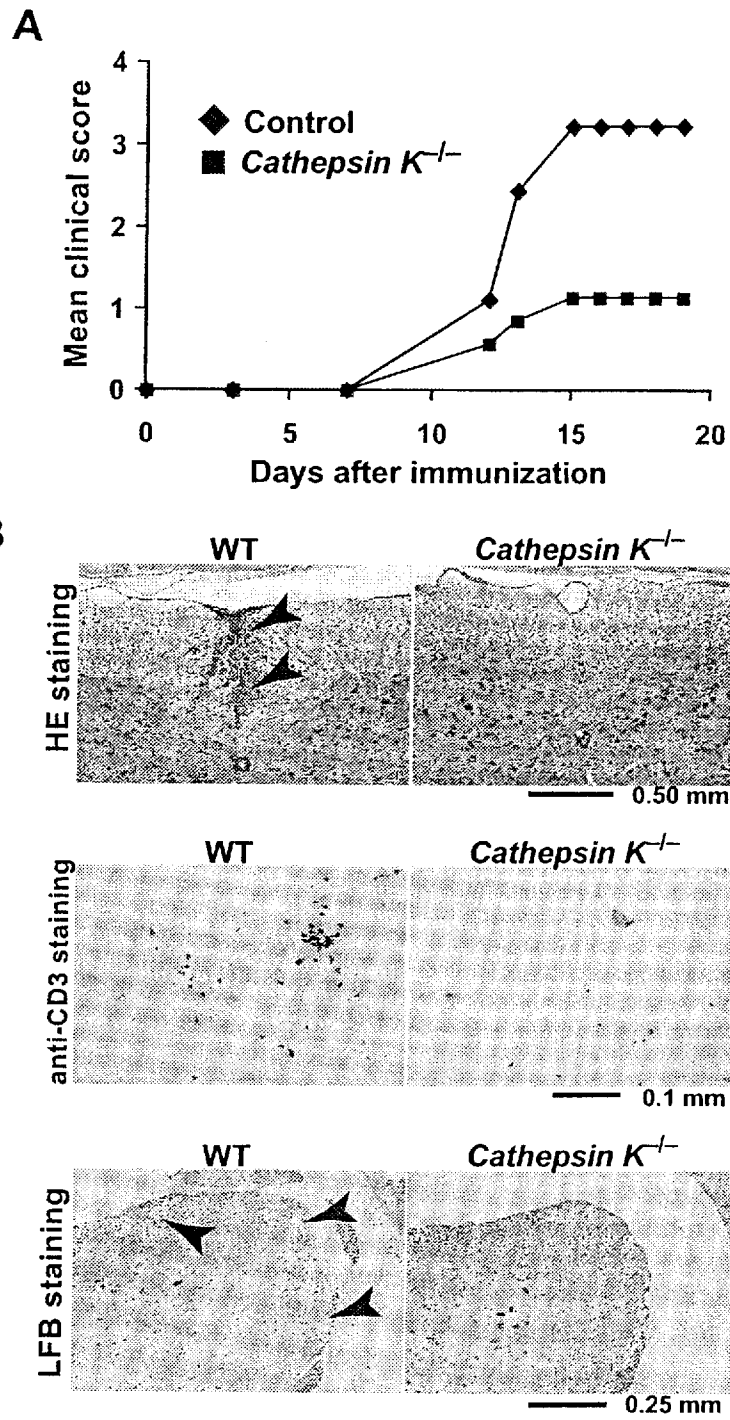 A
4
3
2
1
0
Mean clinical score
Control
Cathepsin K–/–
0 5 10 15 20
Days after immunization
WT Cathepsin K–/–
HE staining
0.50 mm
WT Cathepsin K–/–
anti-CD3 staining
0.1 mm
WT Cathepsin K–/–
LFB staining
0.25 mm